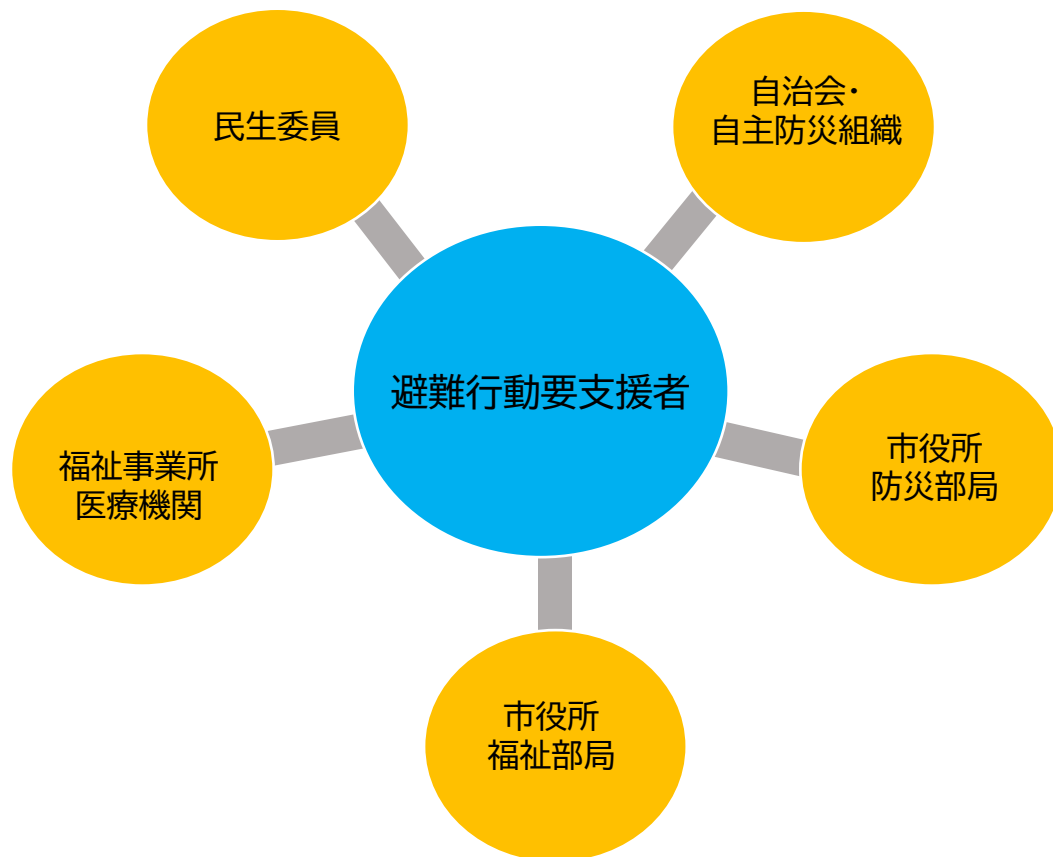 民生委員
自治会・
自主防災組織
避難行動要支援者
福祉事業所
医療機関
市役所
防災部局
市役所
福祉部局